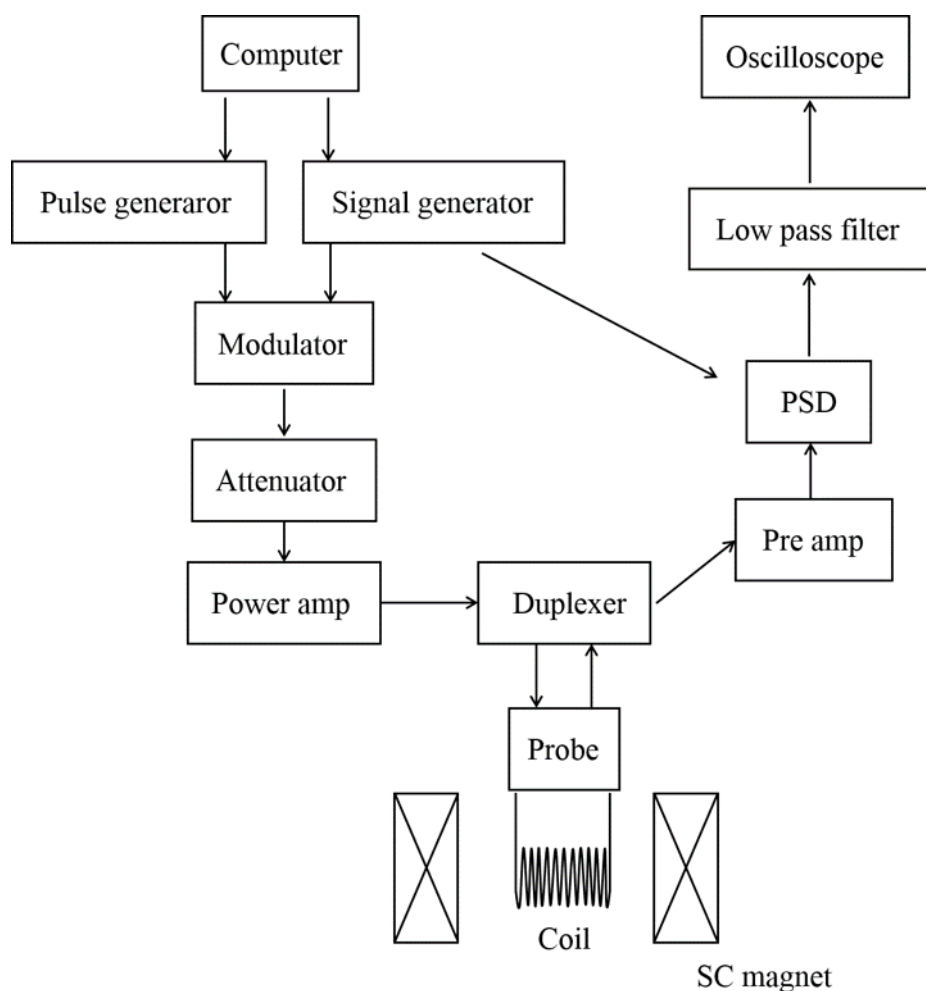 Computer
Oscilloscope
Pulse generaror
Signal generator
Low pass filter
Modulator
PSD
Attenuator
Pre amp
Power amp
Duplexer
Probe
Coil
SC magnet